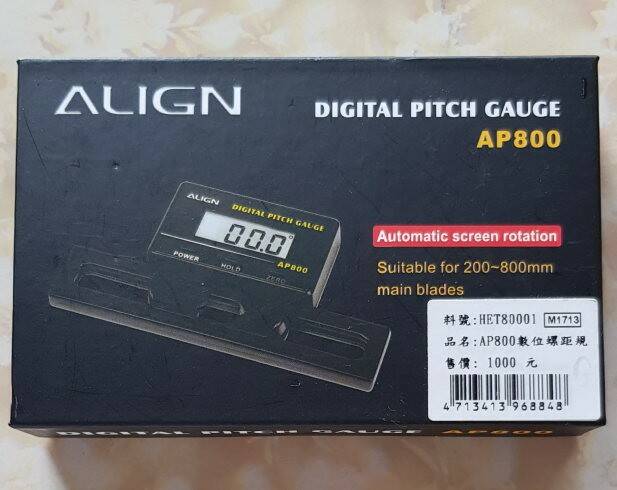 ALIGN
DIGITAL PITCH GAUGE
AP800
ALIGN
DIGITAL PITCH GAUGE
00.0°
POWER
HOLD
ZERO
AP800
Automatic screen rotation
Suitable for 200~800mm
main blades
料號:HET80001 M1713
品名:AP800數位螺距規
售價: 1000 元
4713413968848
DIGITAL PITCH GAUGE AP800